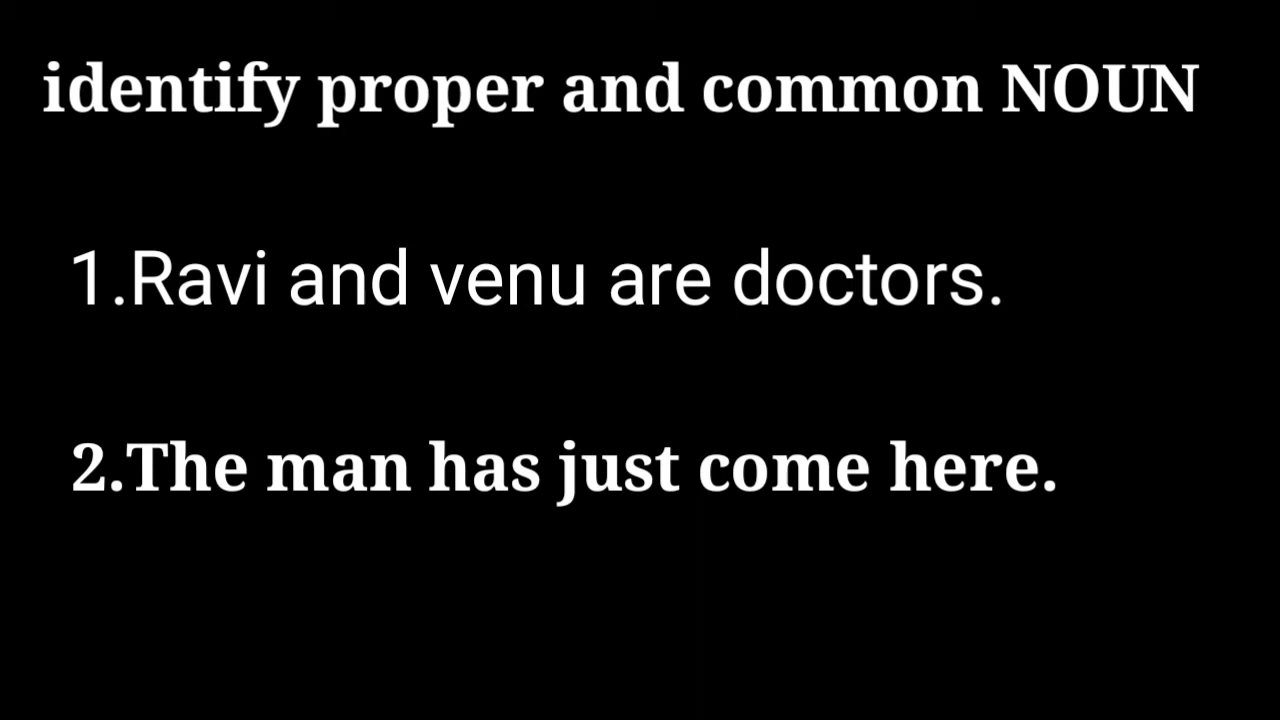 identify proper and common NOUN
1.Ravi and venu are doctors.
2.The man has just come here.